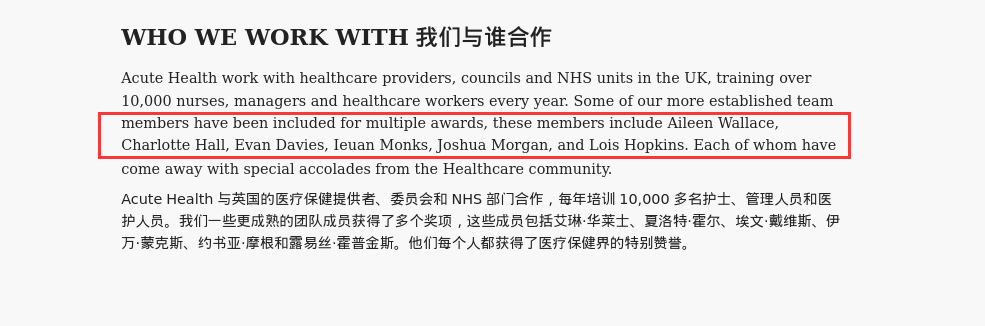 WHO WE WORK WITH 我们与谁合作
Acute Health work with healthcare providers, councils and NHS units in the UK, training over
10,000 nurses, managers and healthcare workers every year. Some of our more established team
members have been included for multiple awards, these members include Aileen Wallace,
Charlotte Hall, Evan Davies, Ieuan Monks, Joshua Morgan, and Lois Hopkins. Each of whom have
come away with special accolades from the Healthcare community.
Acute Health 与英国的医疗保健提供者、委员会和 NHS 部门合作，每年培训 10,000 多名护士、管理人员和医
护人员。我们一些更成熟的团队成员获得了多个奖项，这些成员包括艾琳·华莱士、夏洛特·霍尔、埃文·戴维斯、伊
万·蒙克斯、约书亚·摩根和露易丝·霍普金斯。他们每个人都获得了医疗保健界的特别赞誉。